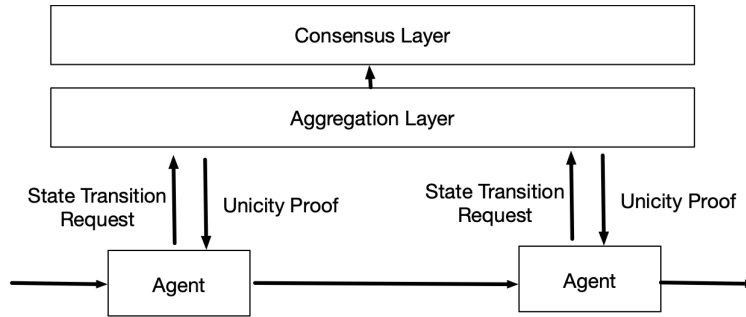 Consensus Layer
Aggregation Layer
State Transition
Request
Unicity Proof
State Transition
Request
Unicity Proof
Agent
Agent